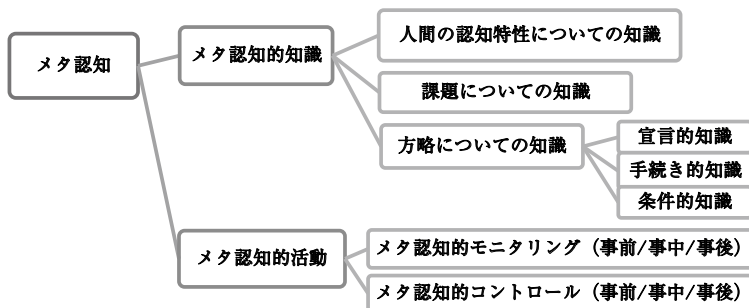 メタ認知
メタ認知的知識
人間の認知特性についての知識
課題についての知識
方略についての知識
宣言的知識
手続き的知識
条件的知識
メタ認知的活動
メタ認知的モニタリング（事前/事中/事後）
メタ認知的コントロール（事前/事中/事後）